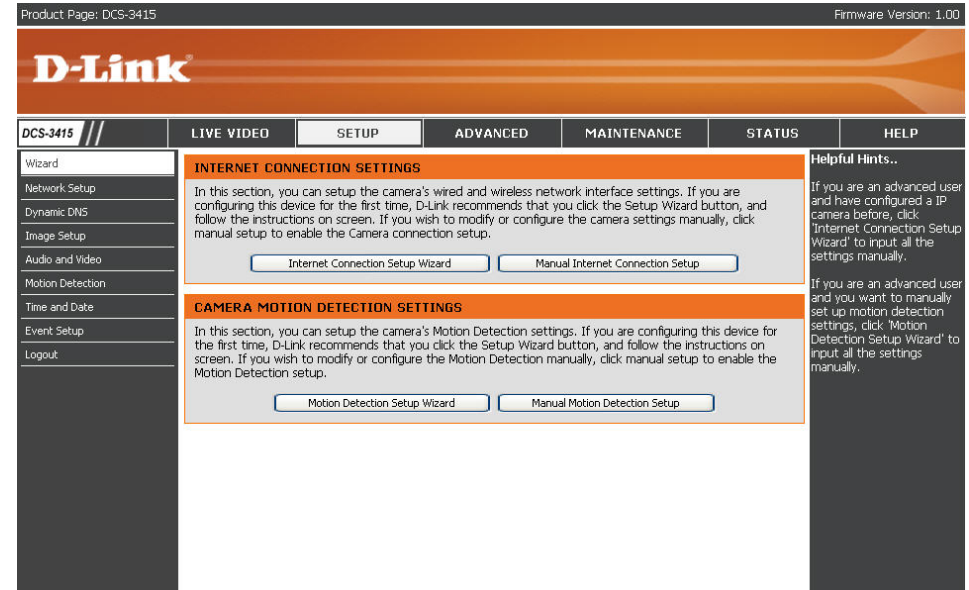 Product Page: DCS-3415
Firmware Version: 1.00
D-Link
DCS-3415
LIVE VIDEO
SETUP
ADVANCED
MAINTENANCE
STATUS
HELP
Wizard
Network Setup
Dynamic DNS
Image Setup
Audio and Video
Motion Detection
Time and Date
Event Setup
Logout
INTERNET CONNECTION SETTINGS
In this section, you can setup the camera's wired and wireless network interface settings. If you are
configuring this device for the first time, D-Link recommends that you click the Setup Wizard button, and
follow the instructions on screen. If you wish to modify or configure the camera settings manually, click
manual setup to enable the Camera connection setup.
Internet Connection Setup Wizard
Manual Internet Connection Setup
CAMERA MOTION DETECTION SETTINGS
In this section, you can setup the camera's Motion Detection settings. If you are configuring this device for
the first time, D-Link recommends that you click the Setup Wizard button, and follow the instructions on
screen. If you wish to modify or configure the Motion Detection manually, click manual setup to enable the
Motion Detection setup.
Motion Detection Setup Wizard
Manual Motion Detection Setup
Helpful Hints..
If you are an advanced user
and have configured a IP
camera before, click
'Internet Connection Setup
Wizard' to input all the
settings manually.
If you are an advanced user
and you want to manually
set up motion detection
settings, click 'Motion
Detection Setup Wizard' to
input all the settings
manually.